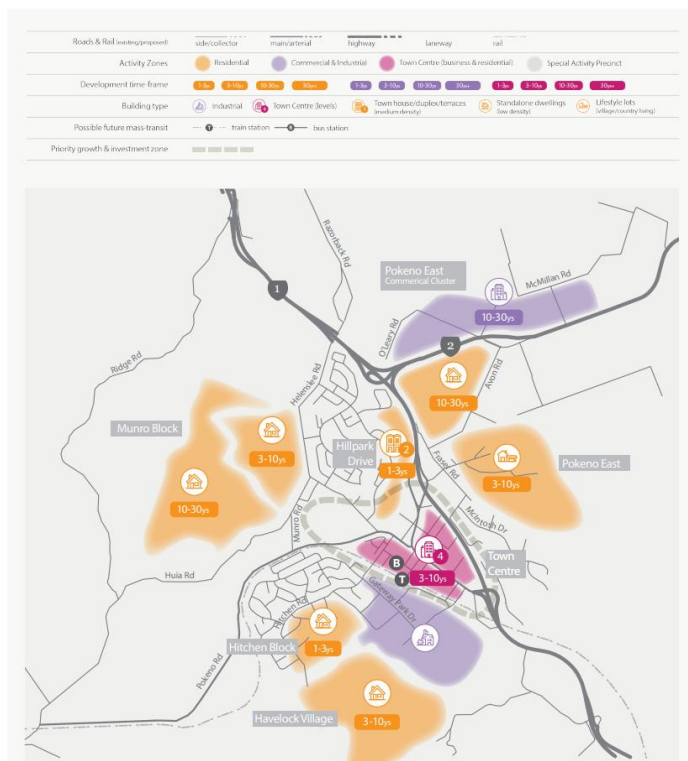 Roads & Rail (existing/proposed)
side/collector
main/arterial
highway
laneway
rail
Activity Zones
Residential
Commercial & Industrial
Town Centre (business & residential)
Special Activity Precinct
Development time-frame
1-3ys
3-10ys
10-30ys
30ys+
1-3ys
3-10ys
10-30ys
30ys+
1-3ys
3-10ys
10-30ys
30ys+
Building type
Industrial
Town Centre (levels)
Town house/duplex/terraces
(medium density)
Standalone dwellings
(low density)
Lifestyle lots
(village/country living)
Possible future mass-transit
T
train station
B
bus station
Priority growth & investment zone
Razorback Rd
Pokeno East
Commerical Cluster
McMillan Rd
1
10-30ys
O'Leary Rd
2
Ridge Rd
Helenslee Rd
Avon Rd
10-30ys
Munro Block
3-10ys
Hillpark
Drive
2
1-3ys
Fraser Rd
Pokeno East
3-10ys
10-30ys
Munro Rd
McIntosh Dr
Town
Centre
4
B
T
3-10ys
Huia Rd
Gateway Park Dr
Hitchen Rd
Hitchen Block
1-3ys
Pokeno Rd
Havelock Village
3-10ys